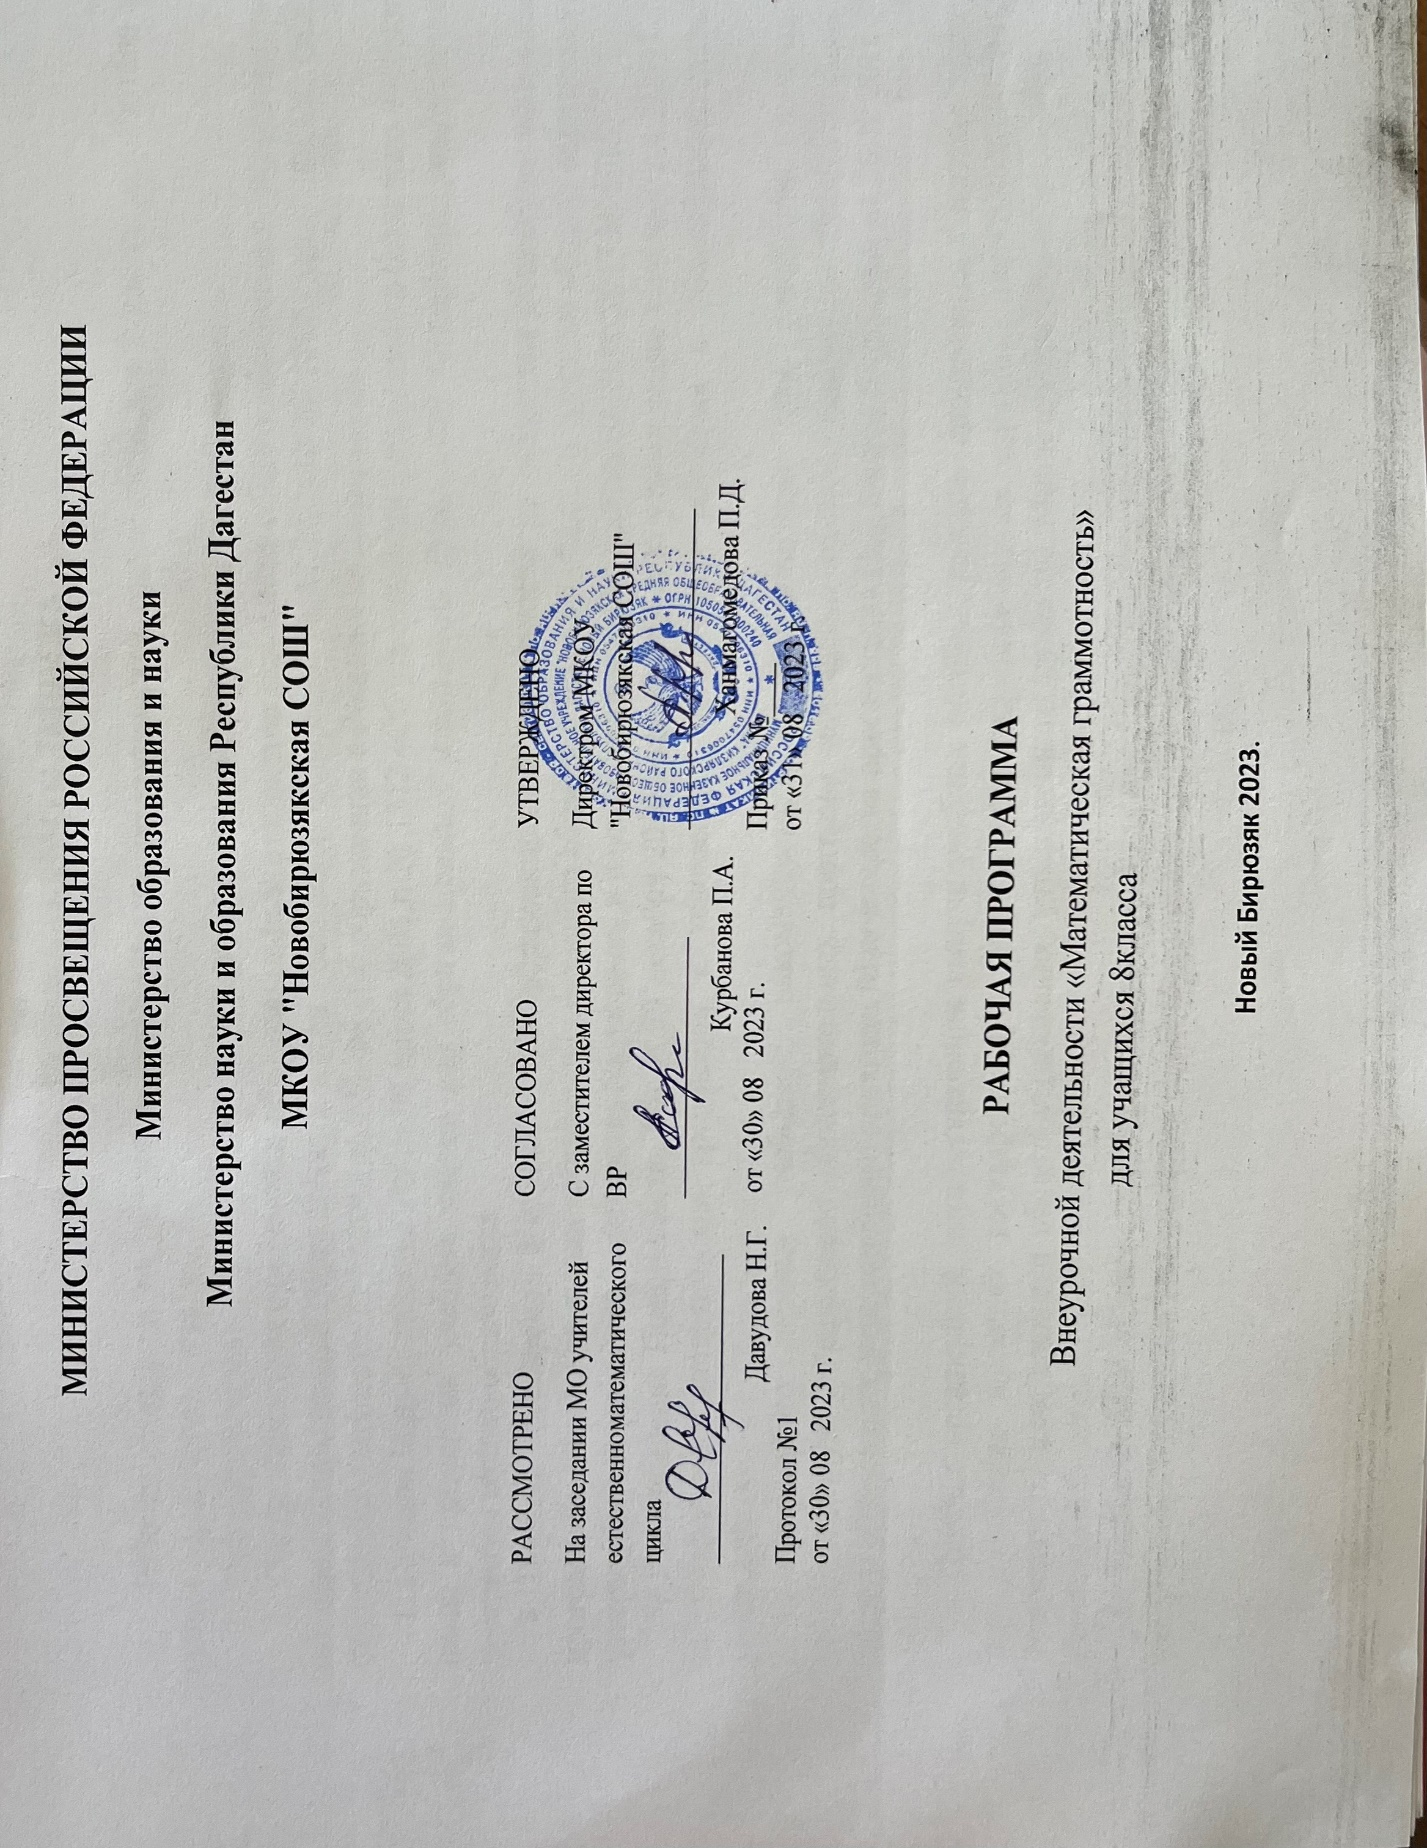 МИНИСТЕРСТВО ПРОСВЕЩЕНИЯ РОССИЙСКОЙ ФЕДЕРАЦИИ
Министерство образования и науки
Министерство науки и образования Республики Дагестан
МКОУ "Новобирюзякская СОШ"
РАССМОТРЕНО
На заседании МО учителей
естественноматематического
цикла
Давудова Н.Г.
Протокол №1
от «30» 08 2023 г.
СОГЛАСОВАНО
С заместителем директора по
ВР
Курбанова П.А.
от «30» 08 2023 г.
УТВЕРЖДЕНО
Директром МКОУ
"Новобирюзякская СОШ"
Ханмагомедова П.Д.
Приказ №
от «31» 08 2023 г.
РАБОЧАЯ ПРОГРАММА
Внеурочной деятельности «Математическая граммотность»
для учащихся 8класса
Новый Бирюзяк 2023.